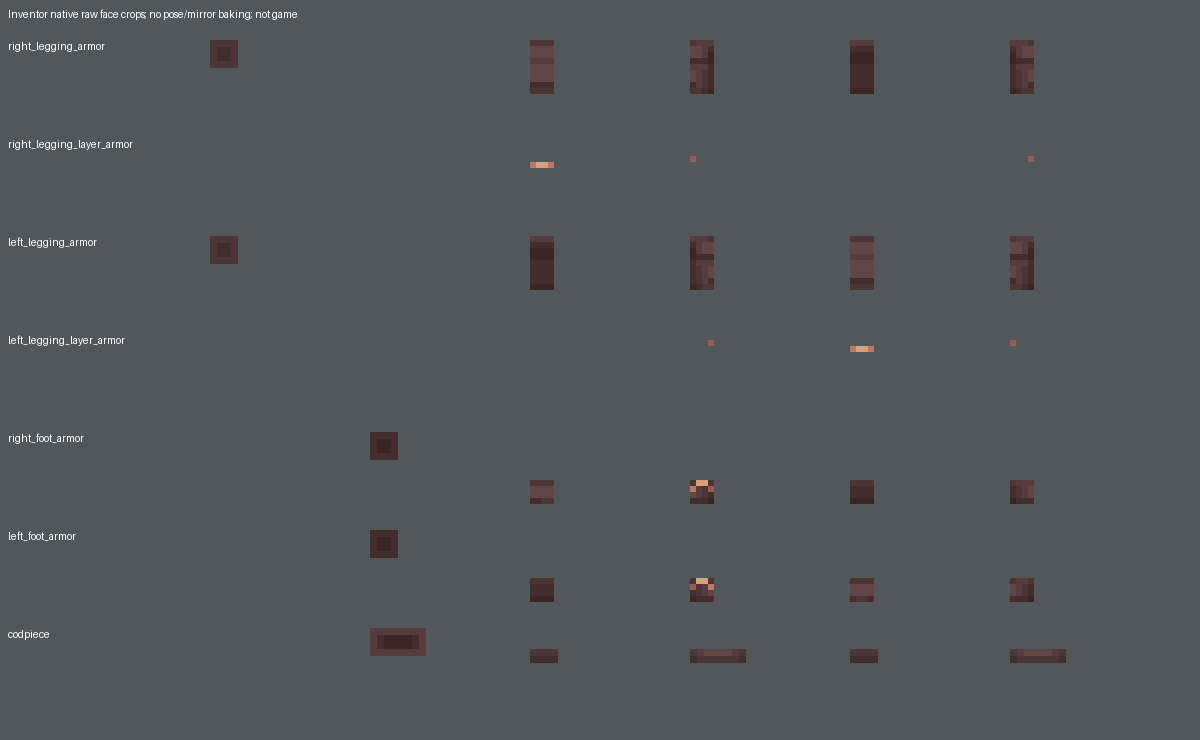 Inventor native raw face crops; no pose/mirror baking; not game
right_legging_armor
right_legging_layer_armor
left_legging_armor
left_legging_layer_armor
right_foot_armor
left_foot_armor
codpiece